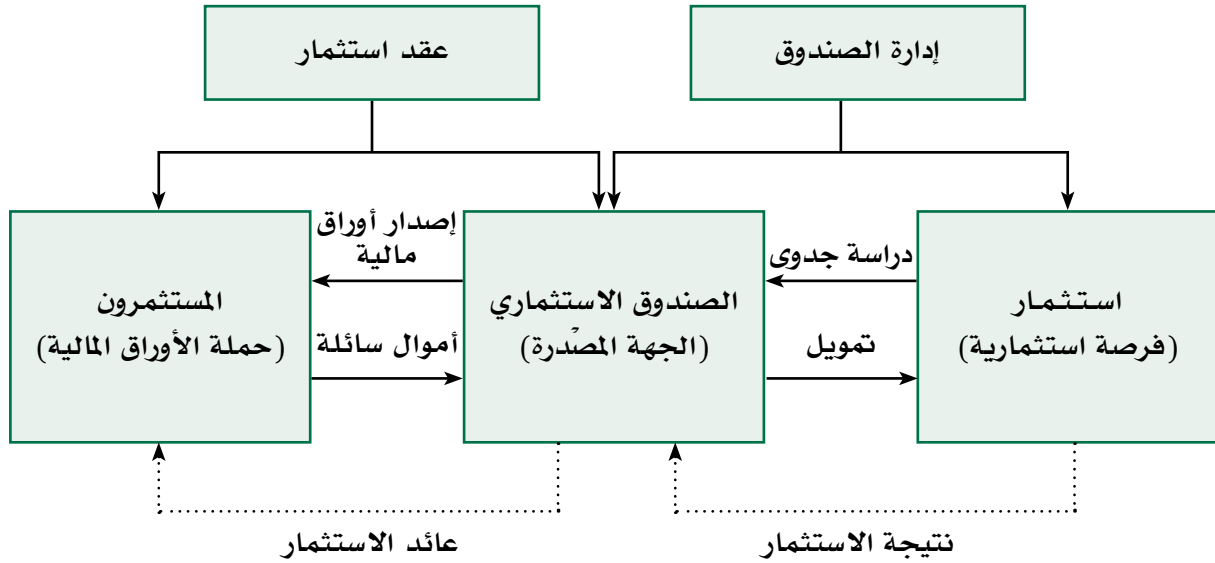 إدارة الصندوق
عقد استثمار
استثمار
(فرصة استثمارية)
دراسة جدوى
تمويل
الصندوق الاستثماري
(الجهة المصدّرة)
إصدار أوراق
مالية
أموال سائلة
المستثمرون
(حملة الأوراق المالية)
نتيجة الاستثمار
عائد الاستثمار